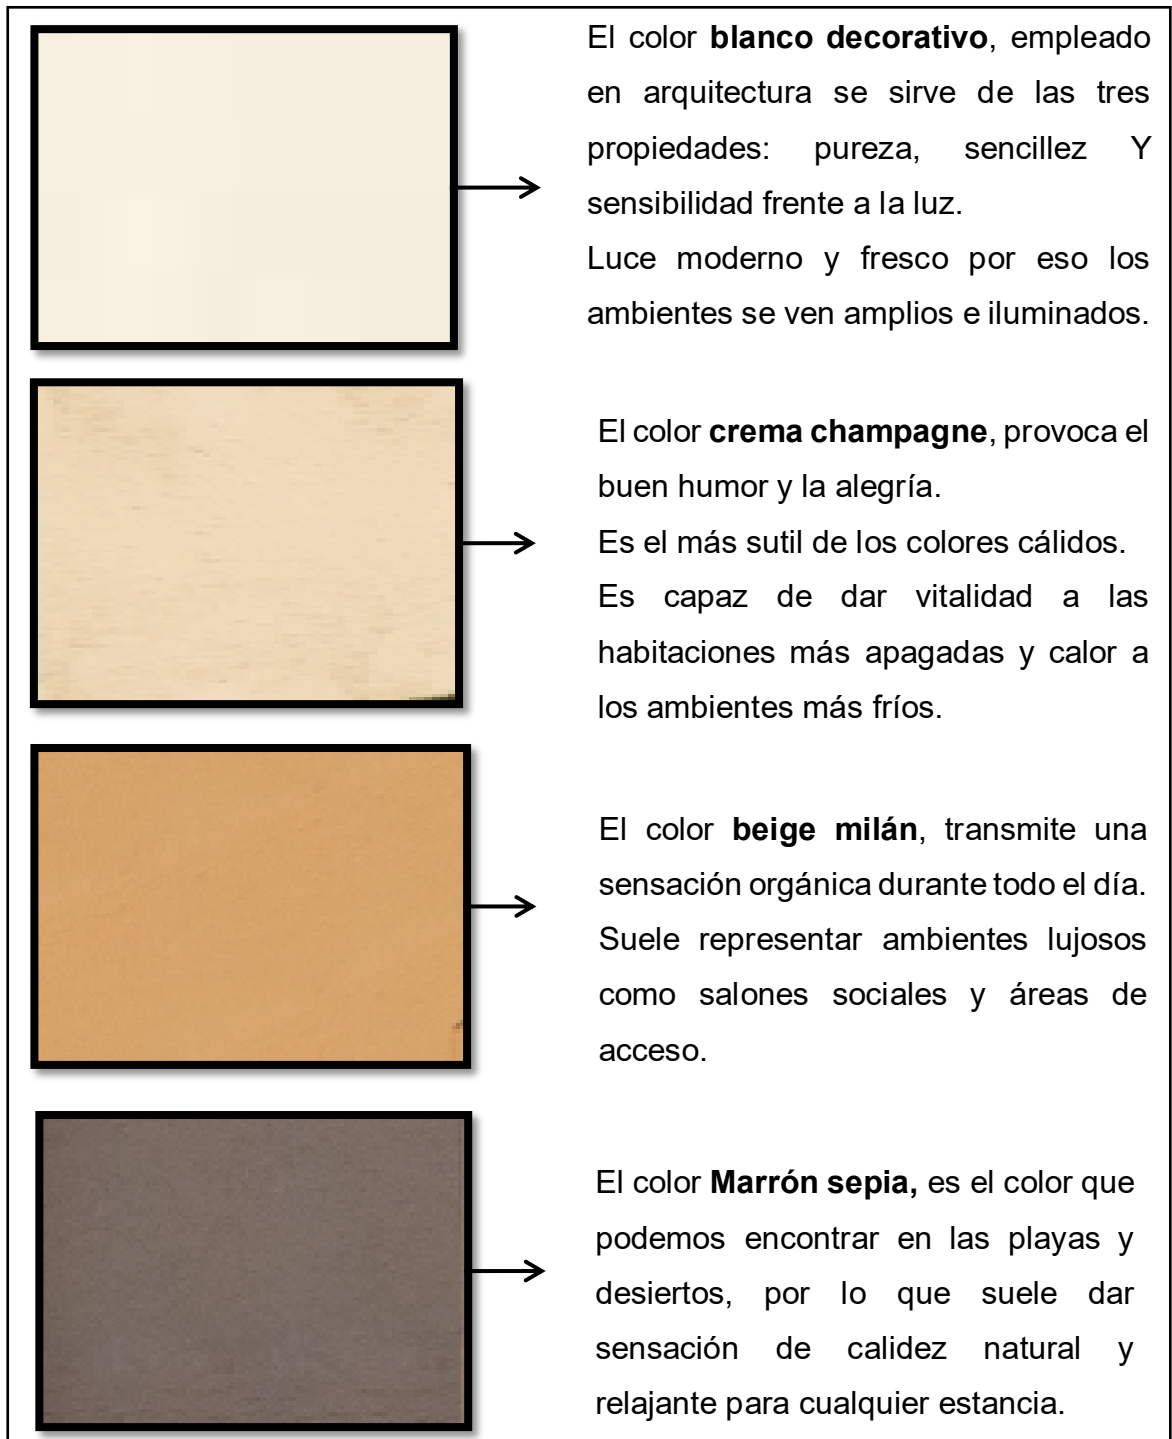 El color blanco decorativo, empleado
en arquitectura se sirve de las tres
propiedades: pureza, sencillez Y
sensibilidad frente a la luz.
Luce moderno y fresco por eso los
ambientes se ven amplios e iluminados.
El color crema champagne, provoca el
buen humor y la alegría.
Es el más sutil de los colores cálidos.
Es capaz de dar vitalidad a las
habitaciones más apagadas y calor a
los ambientes más fríos.
El color beige milán, transmite una
sensación orgánica durante todo el día.
Suele representar ambientes lujosos
como salones sociales y áreas de
acceso.
El color Marrón sepia, es el color que
podemos encontrar en las playas y
desiertos, por lo que suele dar
sensación de calidez natural y
relajante para cualquier estancia.